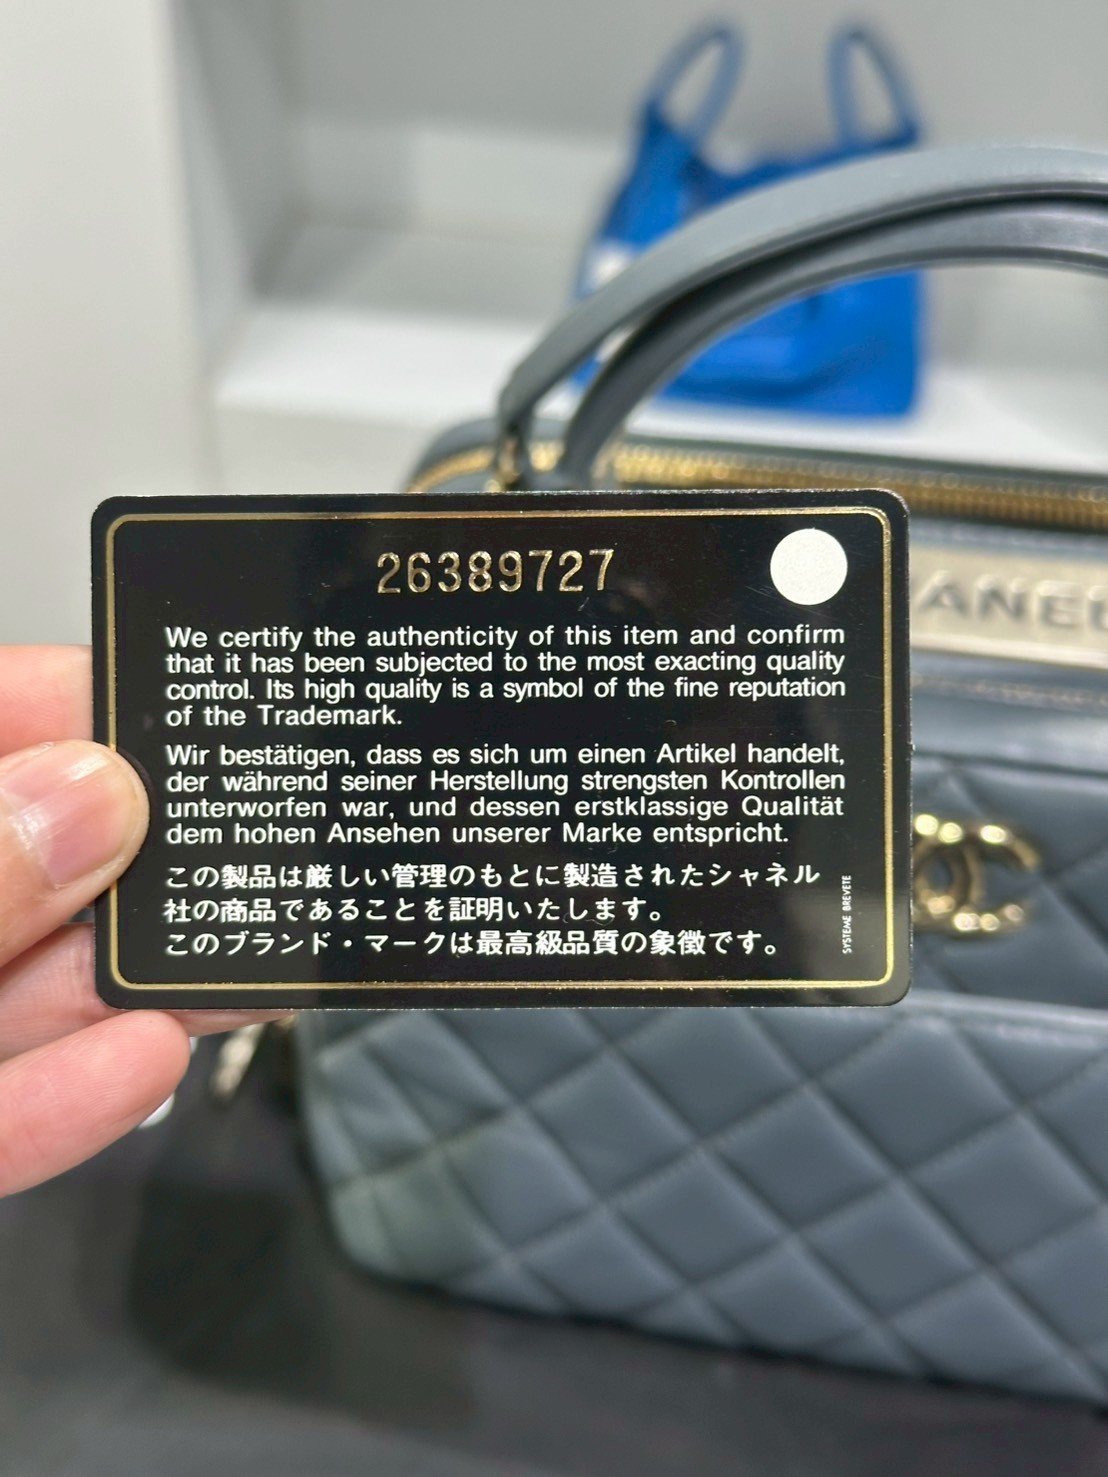 26389727
We certify the authenticity of this item and confirm
that it has been subjected to the most exacting quality
control. Its high quality is a symbol of the fine reputation
of the Trademark.
Wir bestätigen, dass es sich um einen Artikel handelt,
der während seiner Herstellung strengsten Kontrollen
unterworfen war, und dessen erstklassige Qualität
dem hohen Ansehen unserer Marke entspricht.
この製品は厳しい管理のもとに製造されたシャネル
社の商品であることを証明いたします。
このブランド・マークは最高級品質の象徴です。
SYSTEME BREVETE
ANEL